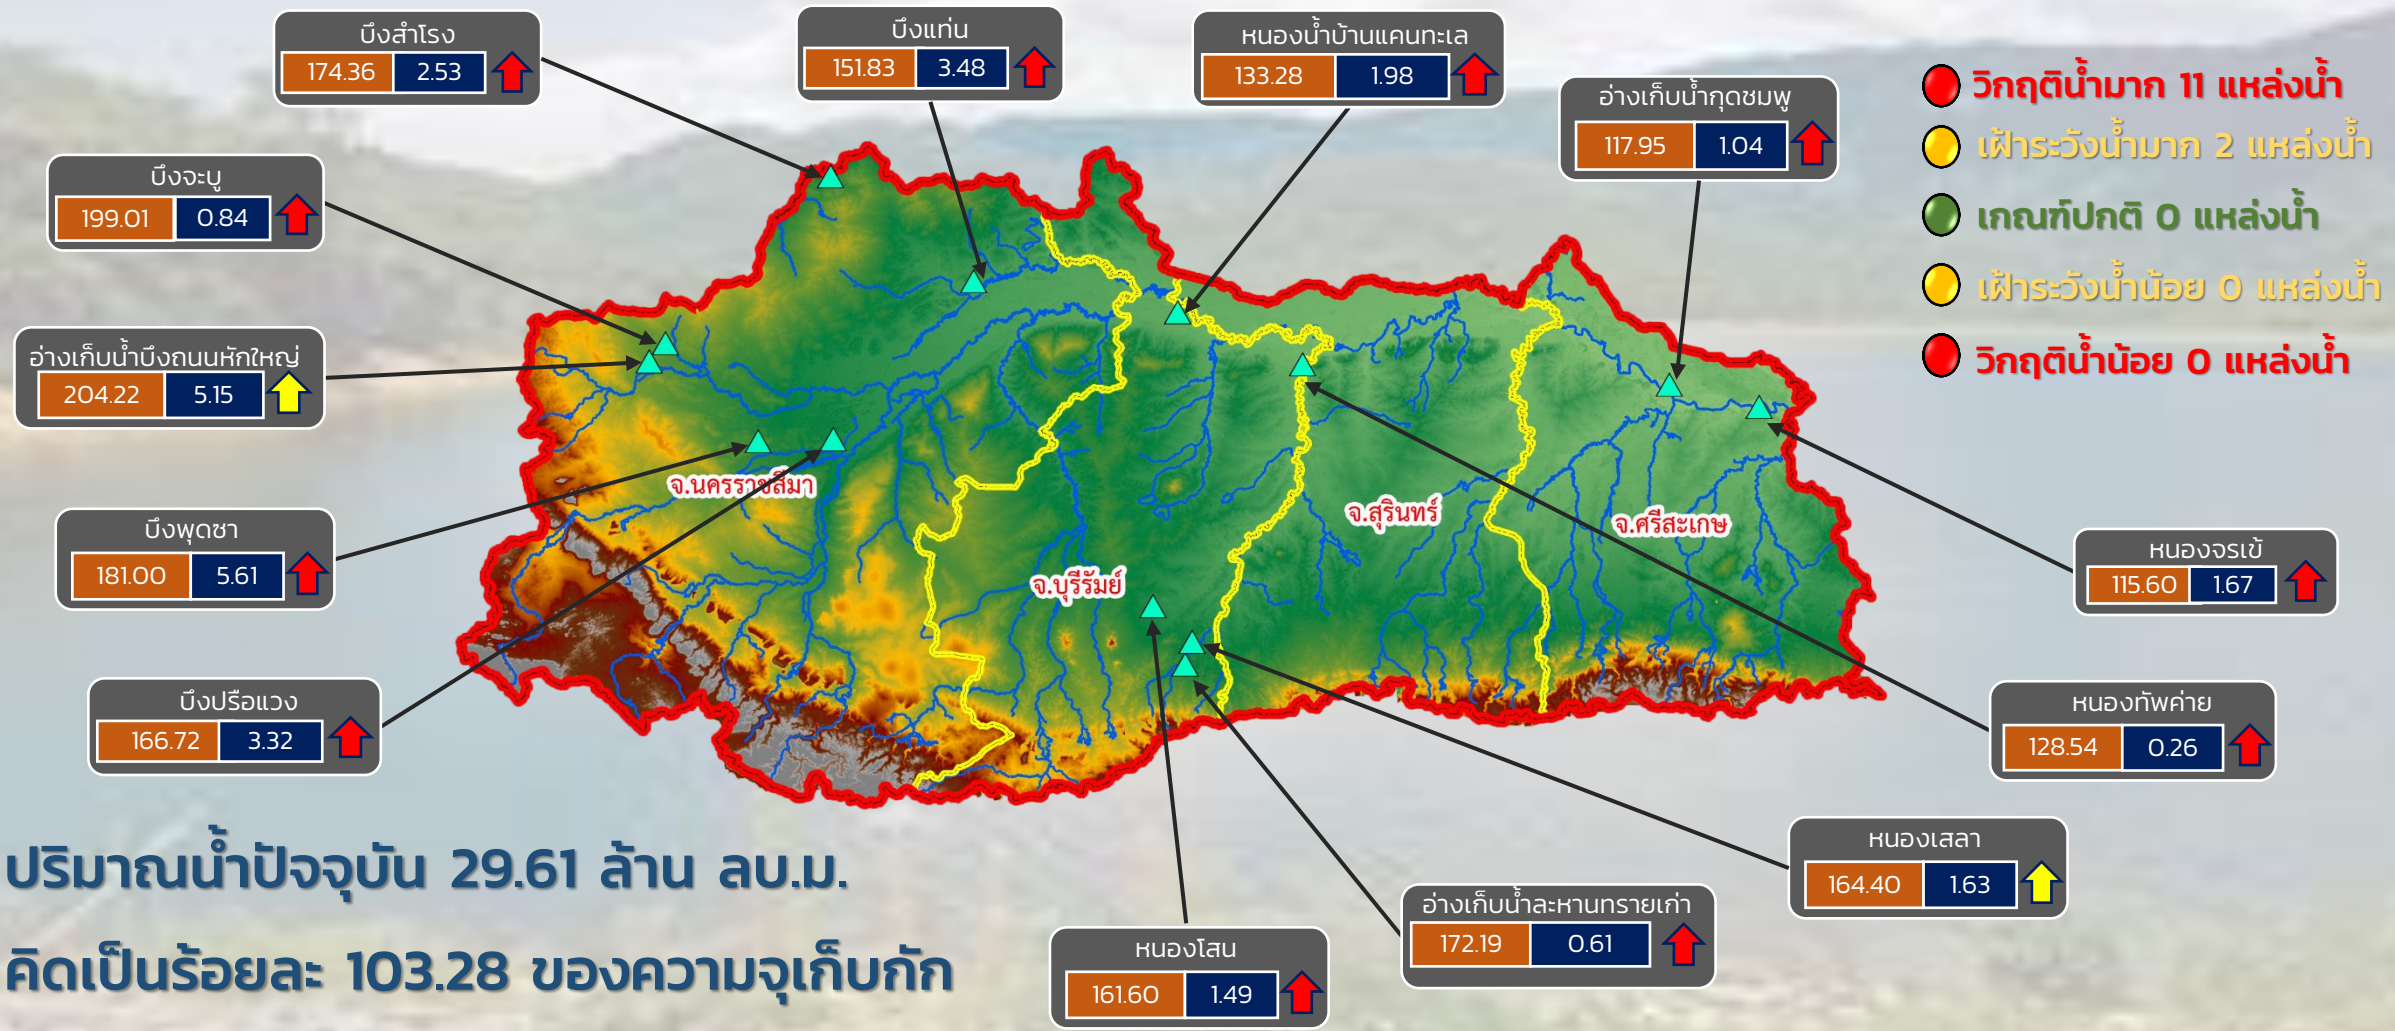 บึงสำโรง
174.36 2.53
บึงแท่น
151.83 3.48
หนองน้ำบ้านแคนทะเล
133.28 1.98
อ่างเก็บน้ำกุดชมพู
117.95 1.04
วิกฤติน้ำมาก 11 แหล่งน้ำ
เฝ้าระวังน้ำมาก 2 แหล่งน้ำ
เกณฑ์ปกติ 0 แหล่งน้ำ
เฝ้าระวังน้ำน้อย 0 แหล่งน้ำ
วิกฤติน้ำน้อย 0 แหล่งน้ำ
บึงจะบู
199.01 0.84
อ่างเก็บน้ำบึงถนนหักใหญ่
204.22 5.15
บึงพุดซา
181.00 5.61
บึงปรือแวง
166.72 3.32
จ.นครราชสีมา
จ.บุรีรัมย์
จ.สุรินทร์
จ.ศรีสะเกษ
หนองจรเข้
115.60 1.67
หนองทัพค่าย
128.54 0.26
หนองเสลา
164.40 1.63
อ่างเก็บน้ำละหานทรายเก่า
172.19 0.61
หนองโสน
161.60 1.49
ปริมาณน้ำปัจจุบัน 29.61 ล้าน ลบ.ม.
คิดเป็นร้อยละ 103.28 ของความจุเก็บกัก